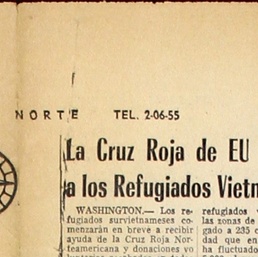 NORTE TEL. 2-06-55
La Cruz Roja de EU
a los Refugiados Vietn
WASHINGTON.— Los re-
fugiados survietnameses co-
menzarán en breve a recibir
ayuda de la Cruz Roja Nor-
teamericana y donaciones vo
refugiados v
las zonas de
gado a 235 c
dad que en
ha fluctuado